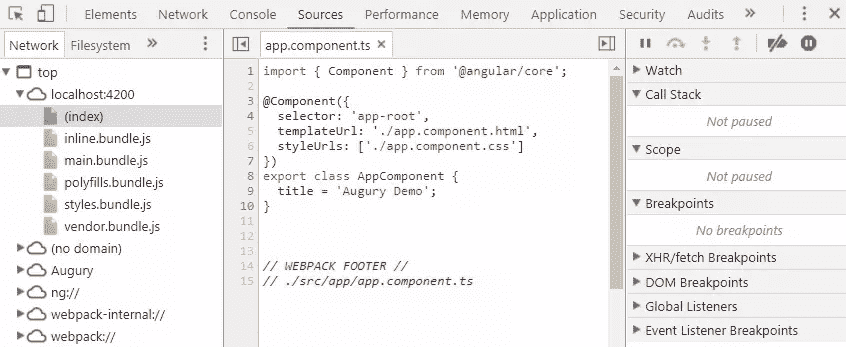 Elements Network Console Sources Performance Memory Application Security Audits »
Network Filesystem »
top
localhost:4200
(index)
inline.bundle.js
main.bundle.js
polyfills.bundle.js
styles.bundle.js
vendor.bundle.js
(no domain)
Augury
ng://
webpack-internal://
webpack://
app.component.ts
1 import { Component } from '@angular/core';
2
3 @Component({
4 selector: 'app-root',
5 templateUrl: './app.component.html',
6 styleUrls: ['./app.component.css']
7 })
8 export class AppComponent {
9 title = 'Augury Demo';
10 }
11
12
13
14 // WEBPACK FOOTER //
15 // ./src/app/app.component.ts
Watch
Call Stack
Not paused
Scope
Not paused
Breakpoints
No breakpoints
XHR/fetch Breakpoints
DOM Breakpoints
Global Listeners
Event Listener Breakpoints